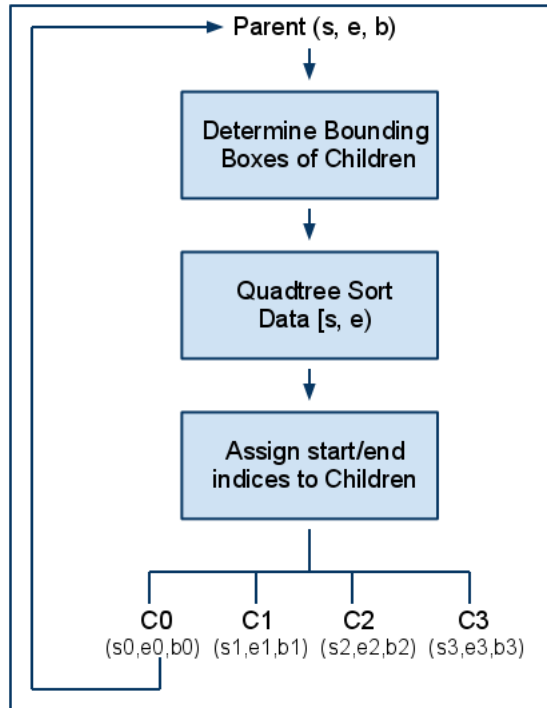 Parent (s, e, b)
Determine Bounding
Boxes of Children
Quadtree Sort
Data [s, e)
Assign start/end
indices to Children
C0 C1 C2 C3
(s0,e0,b0) (s1,e1,b1) (s2,e2,b2) (s3,e3,b3)